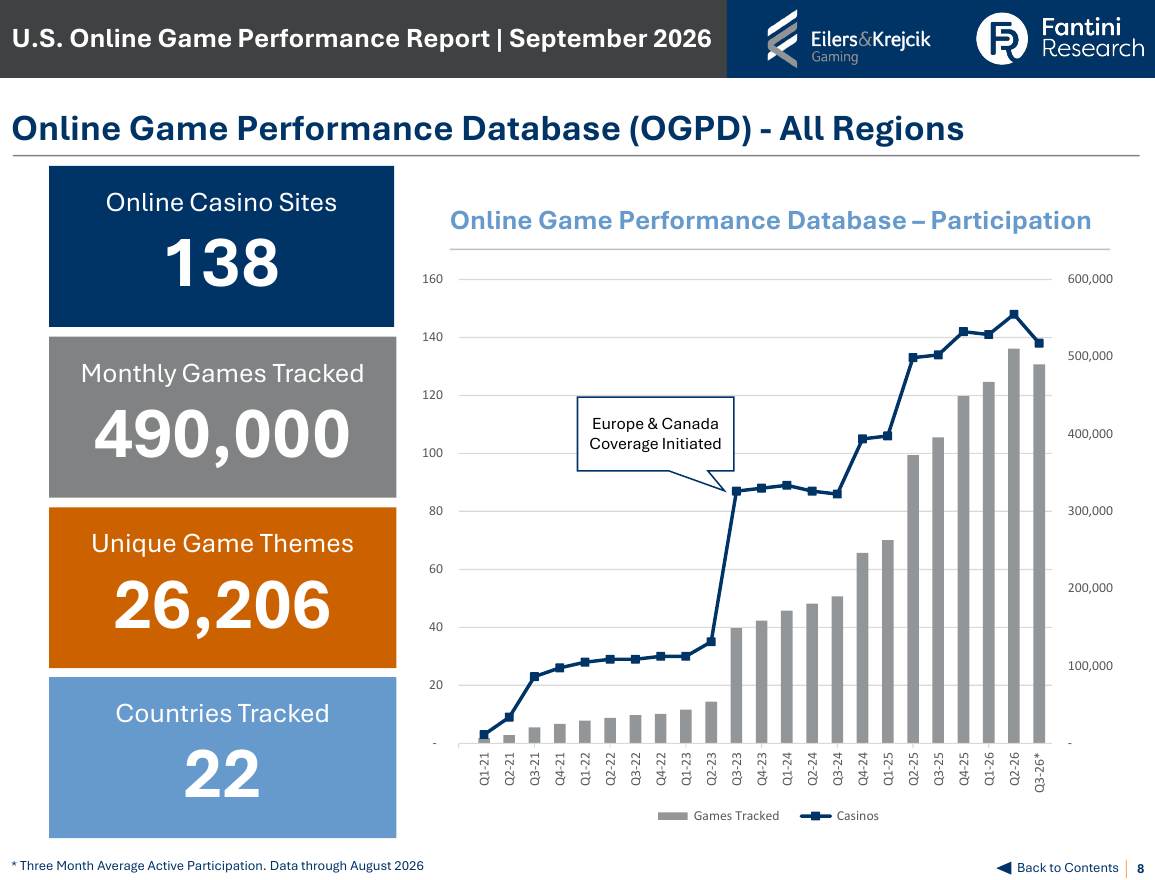 U.S. Online Game Performance Report | September 2026
Eilers&Krejcik
Gaming
Fantini
Research
Online Game Performance Database (OGPD) - All Regions
Online Casino Sites
138
Monthly Games Tracked
490,000
Unique Game Themes
26,206
Countries Tracked
22
Online Game Performance Database – Participation
160
140
120
100
80
60
40
20
-
600,000
500,000
400,000
300,000
200,000
100,000
-
Europe & Canada
Coverage Initiated
Q1-21
Q2-21
Q3-21
Q4-21
Q1-22
Q2-22
Q3-22
Q4-22
Q1-23
Q2-23
Q3-23
Q4-23
Q1-24
Q2-24
Q3-24
Q4-24
Q1-25
Q2-25
Q3-25
Q4-25
Q1-26
Q2-26
Q3-26*
Games Tracked
Casinos
* Three Month Average Active Participation. Data through August 2026
Back to Contents
8